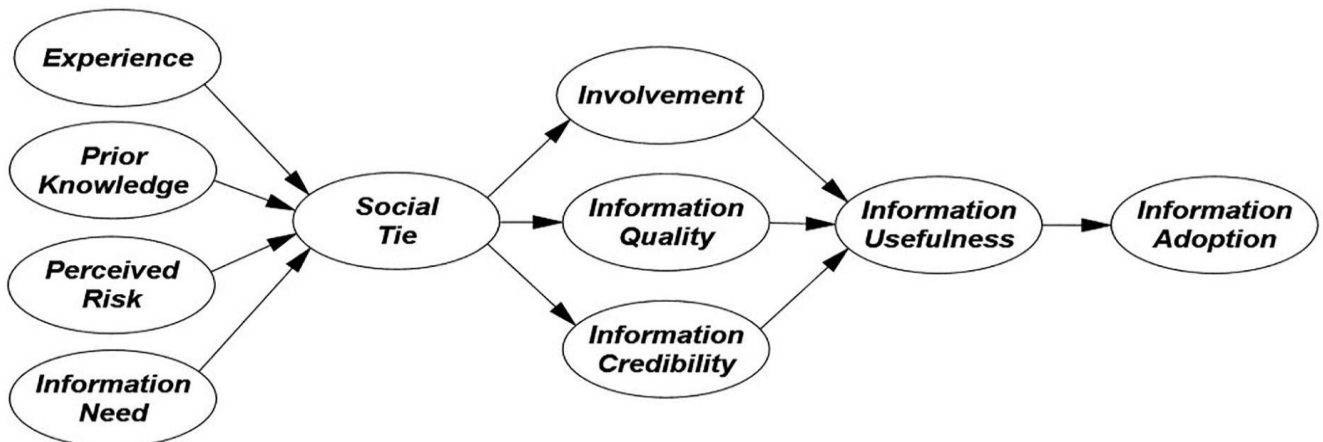 Experience
Prior
Knowledge
Perceived
Risk
Information
Need
Social
Tie
Involvement
Information
Quality
Information
Credibility
Information
Usefulness
Information
Adoption